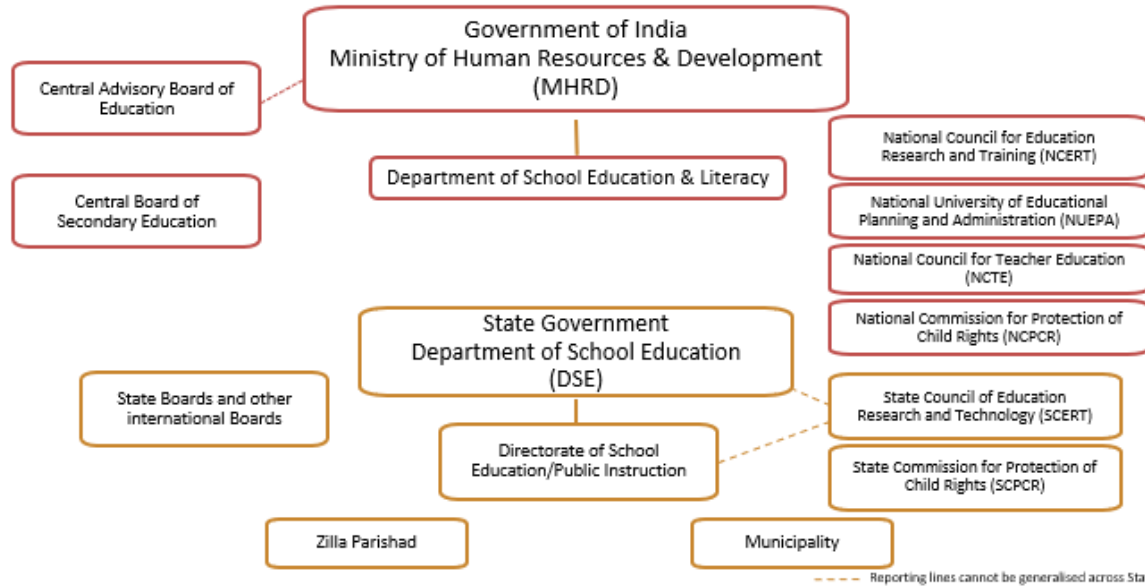 Government of India
Ministry of Human Resources & Development
(MHRD)
Central Advisory Board of
Education
National Council for Education
Research and Training (NCERT)
Department of School Education & Literacy
Central Board of
Secondary Education
National University of Educational
Planning and Administration (NUEPA)
National Council for Teacher Education
(NCTE)
National Commission for Protection of
Child Rights (NCPCR)
State Government
Department of School Education
(DSE)
State Boards and other
international Boards
State Council of Education
Research and Technology (SCERT)
Directorate of School
Education/Public Instruction
State Commission for Protection of
Child Rights (SCPCR)
Zilla Parishad
Municipality
Reporting lines cannot be generalised across Sta